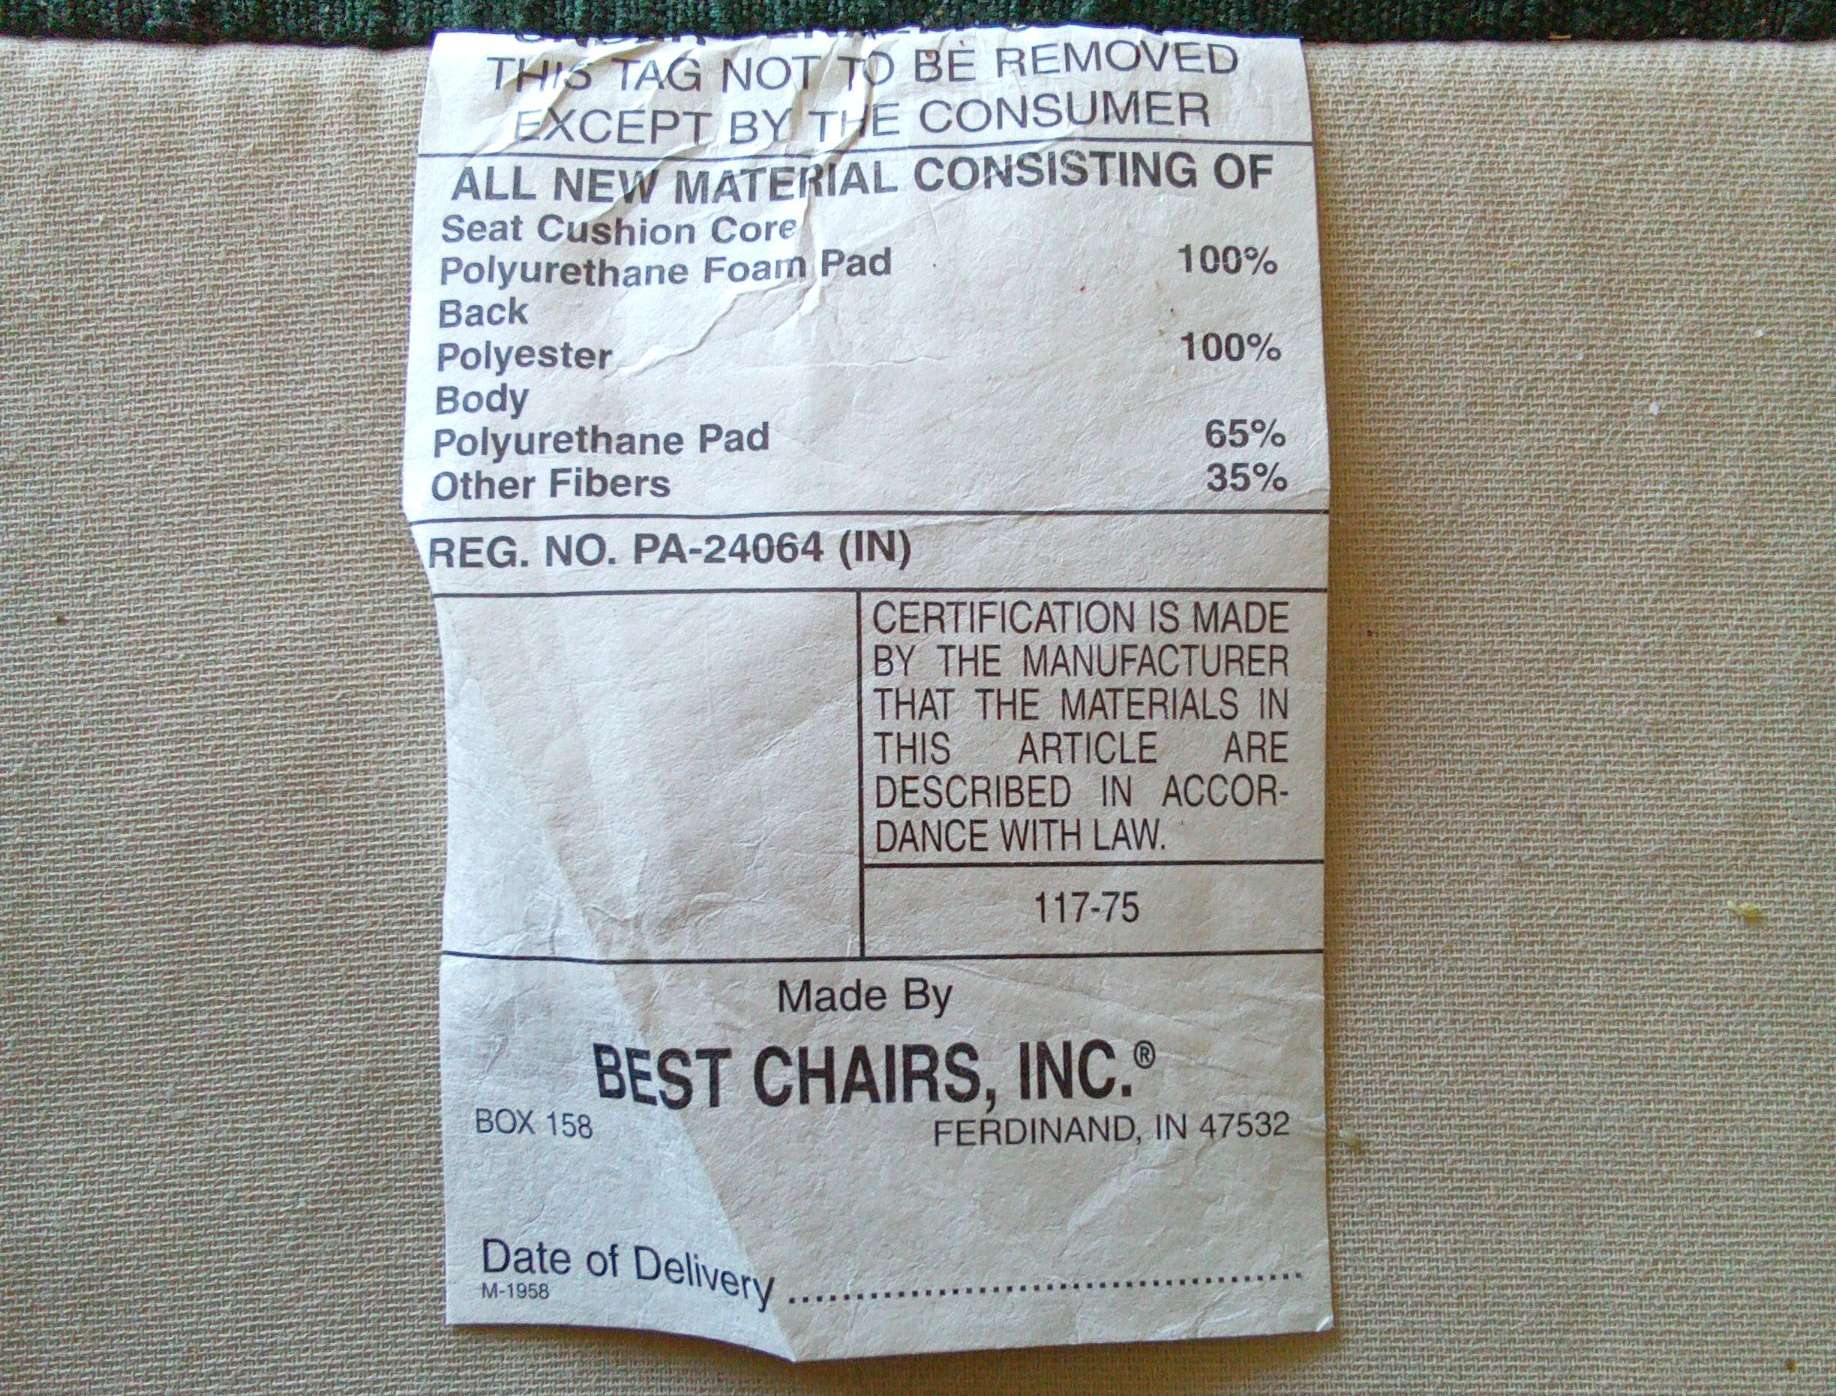 THIS TAG NOT TO BE REMOVED
EXCEPT BY THE CONSUMER
ALL NEW MATERIAL CONSISTING OF
Seat Cushion Core
Polyurethane Foam Pad 100%
Back
Polyester 100%
Body
Polyurethane Pad 65%
Other Fibers 35%
REG. NO. PA-24064 (IN)
CERTIFICATION IS MADE
BY THE MANUFACTURER
THAT THE MATERIALS IN
THIS ARTICLE ARE
DESCRIBED IN ACCOR-
DANCE WITH LAW.
117-75
Made By
BEST CHAIRS, INC.®
BOX 158 FERDINAND, IN 47532
Date of Delivery ......................................
M-1958